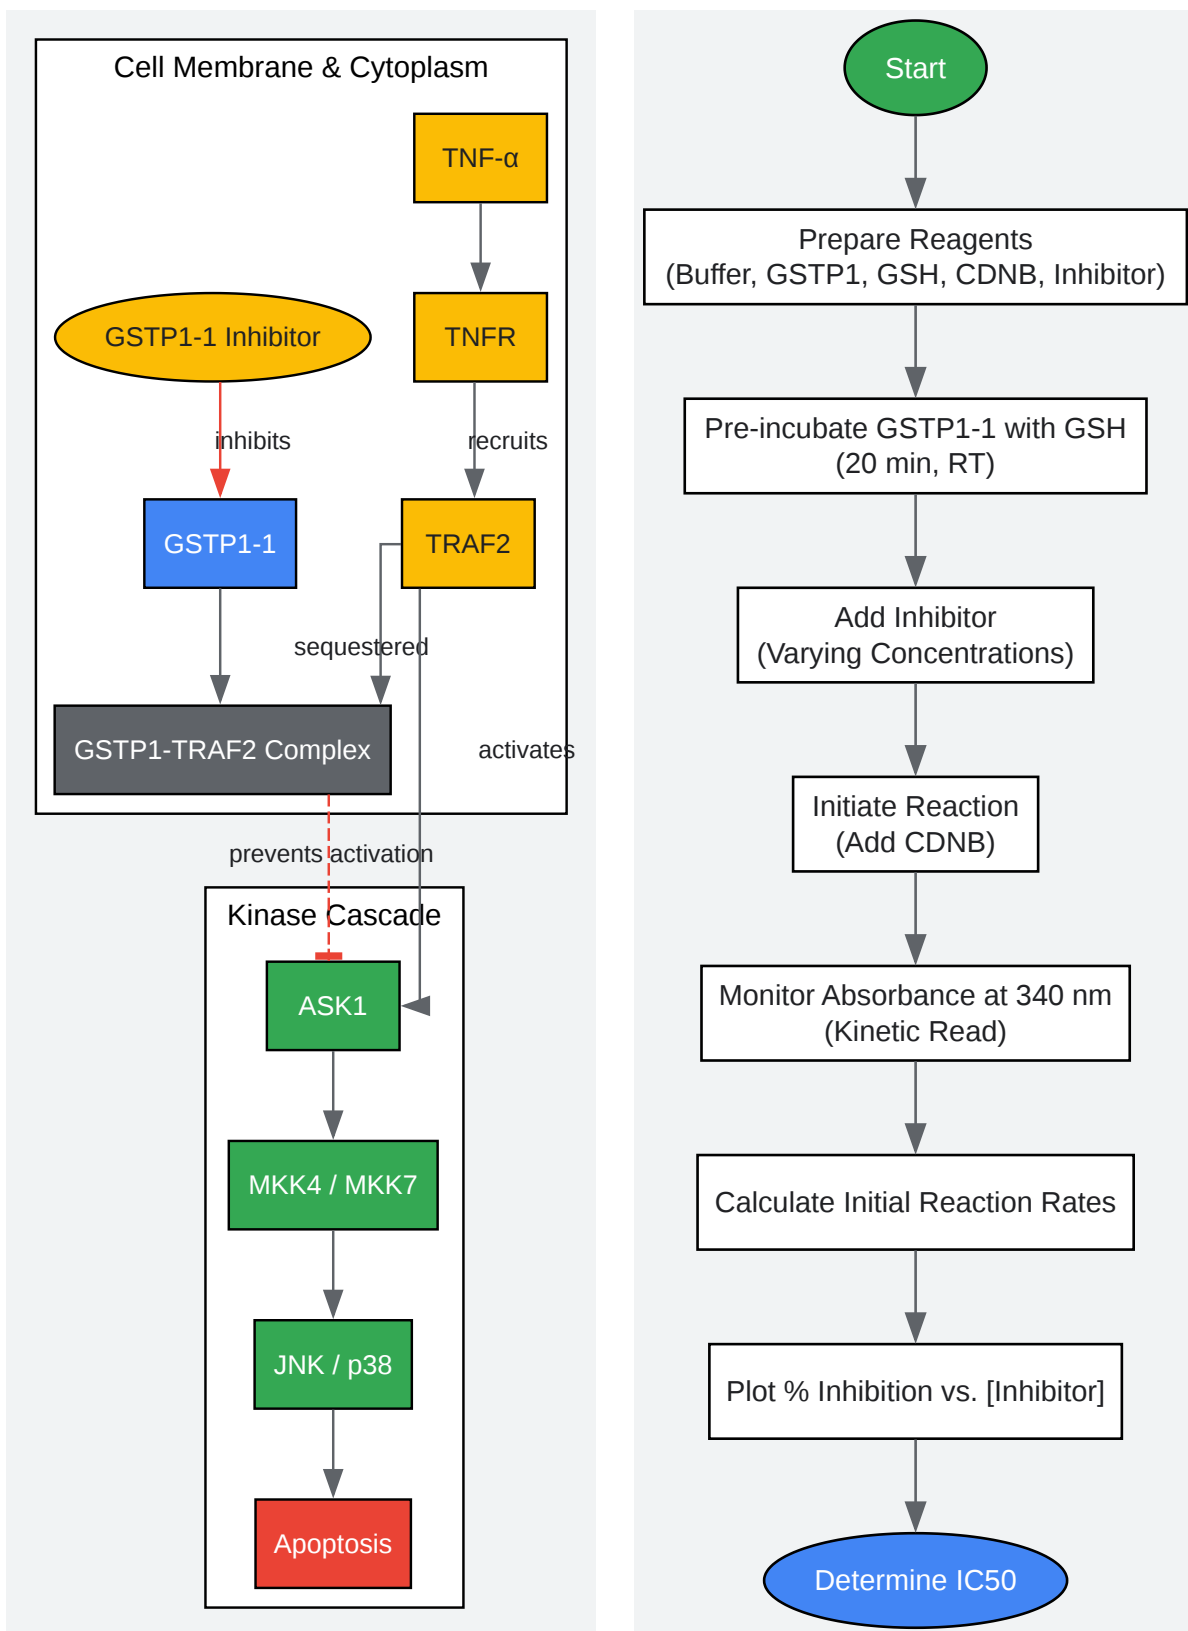 Cell Membrane & Cytoplasm
TNF-α
GSTP1-1 Inhibitor
TNFR
inhibits
recruits
GSTP1-1
TRAF2
sequestered
GSTP1-TRAF2 Complex
activates
prevents activation
Kinase Cascade
ASK1
MKK4 / MKK7
JNK / p38
Apoptosis
Start
Prepare Reagents
(Buffer, GSTP1, GSH, CDNB, Inhibitor)
Pre-incubate GSTP1-1 with GSH
(20 min, RT)
Add Inhibitor
(Varying Concentrations)
Initiate Reaction
(Add CDNB)
Monitor Absorbance at 340 nm
(Kinetic Read)
Calculate Initial Reaction Rates
Plot % Inhibition vs. [Inhibitor]
Determine IC50